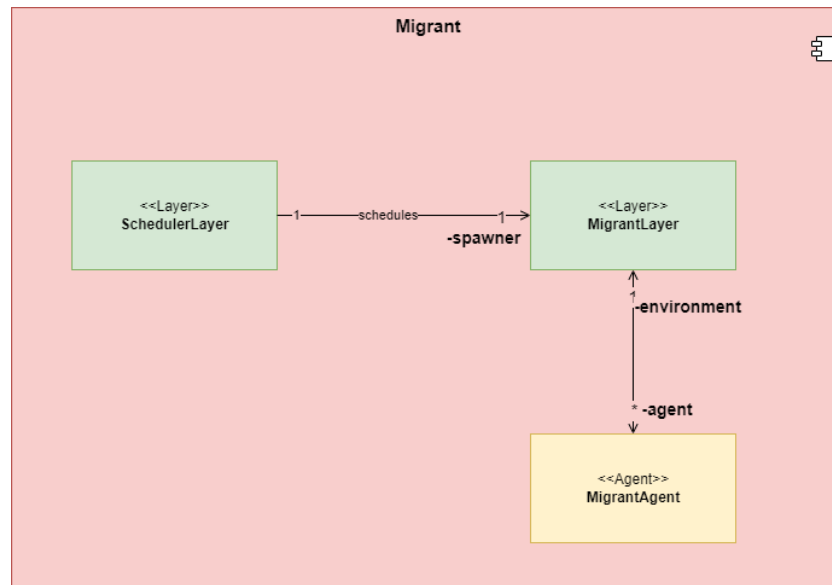 Migrant
<<Layer>>
SchedulerLayer
1
schedules
1
-spawner
<<Layer>>
MigrantLayer
1
-environment
* -agent
<<Agent>>
MigrantAgent